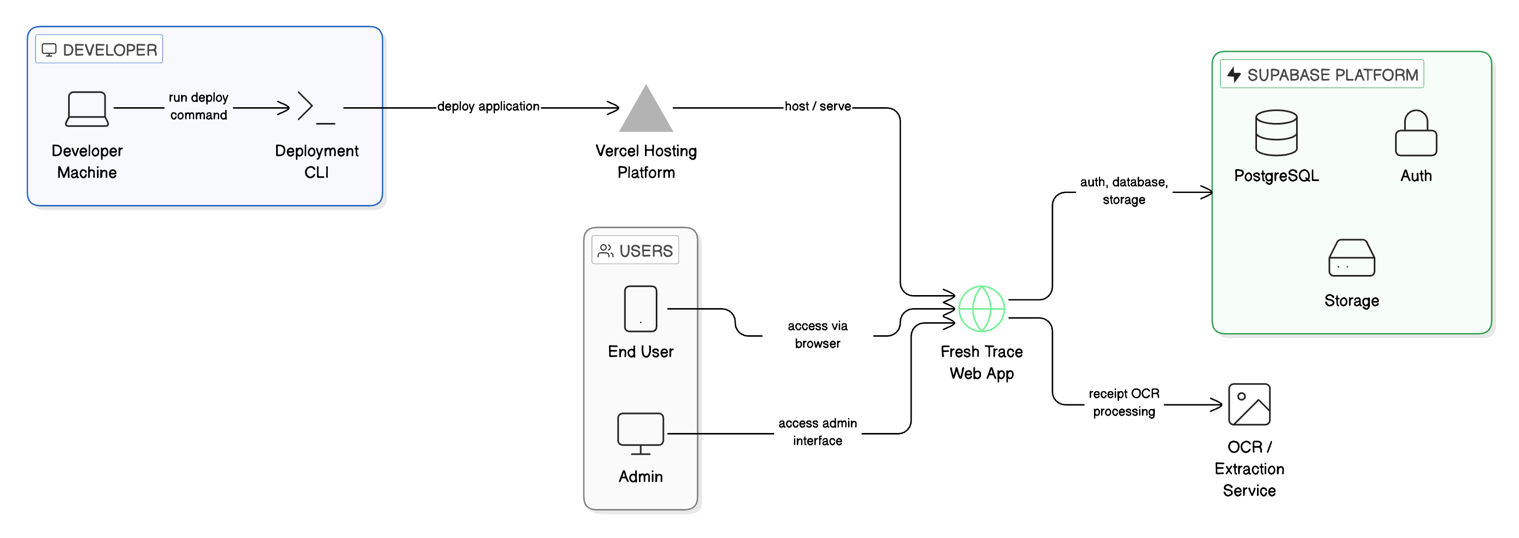 DEVELOPER
run deploy
command
Developer
Machine
Deployment
CLI
deploy application
Vercel Hosting
Platform
host / serve
USERS
End User
access via
browser
Admin
access admin
interface
Fresh Trace
Web App
auth, database,
storage
SUPABASE PLATFORM
PostgreSQL
Auth
Storage
receipt OCR
processing
OCR /
Extraction
Service